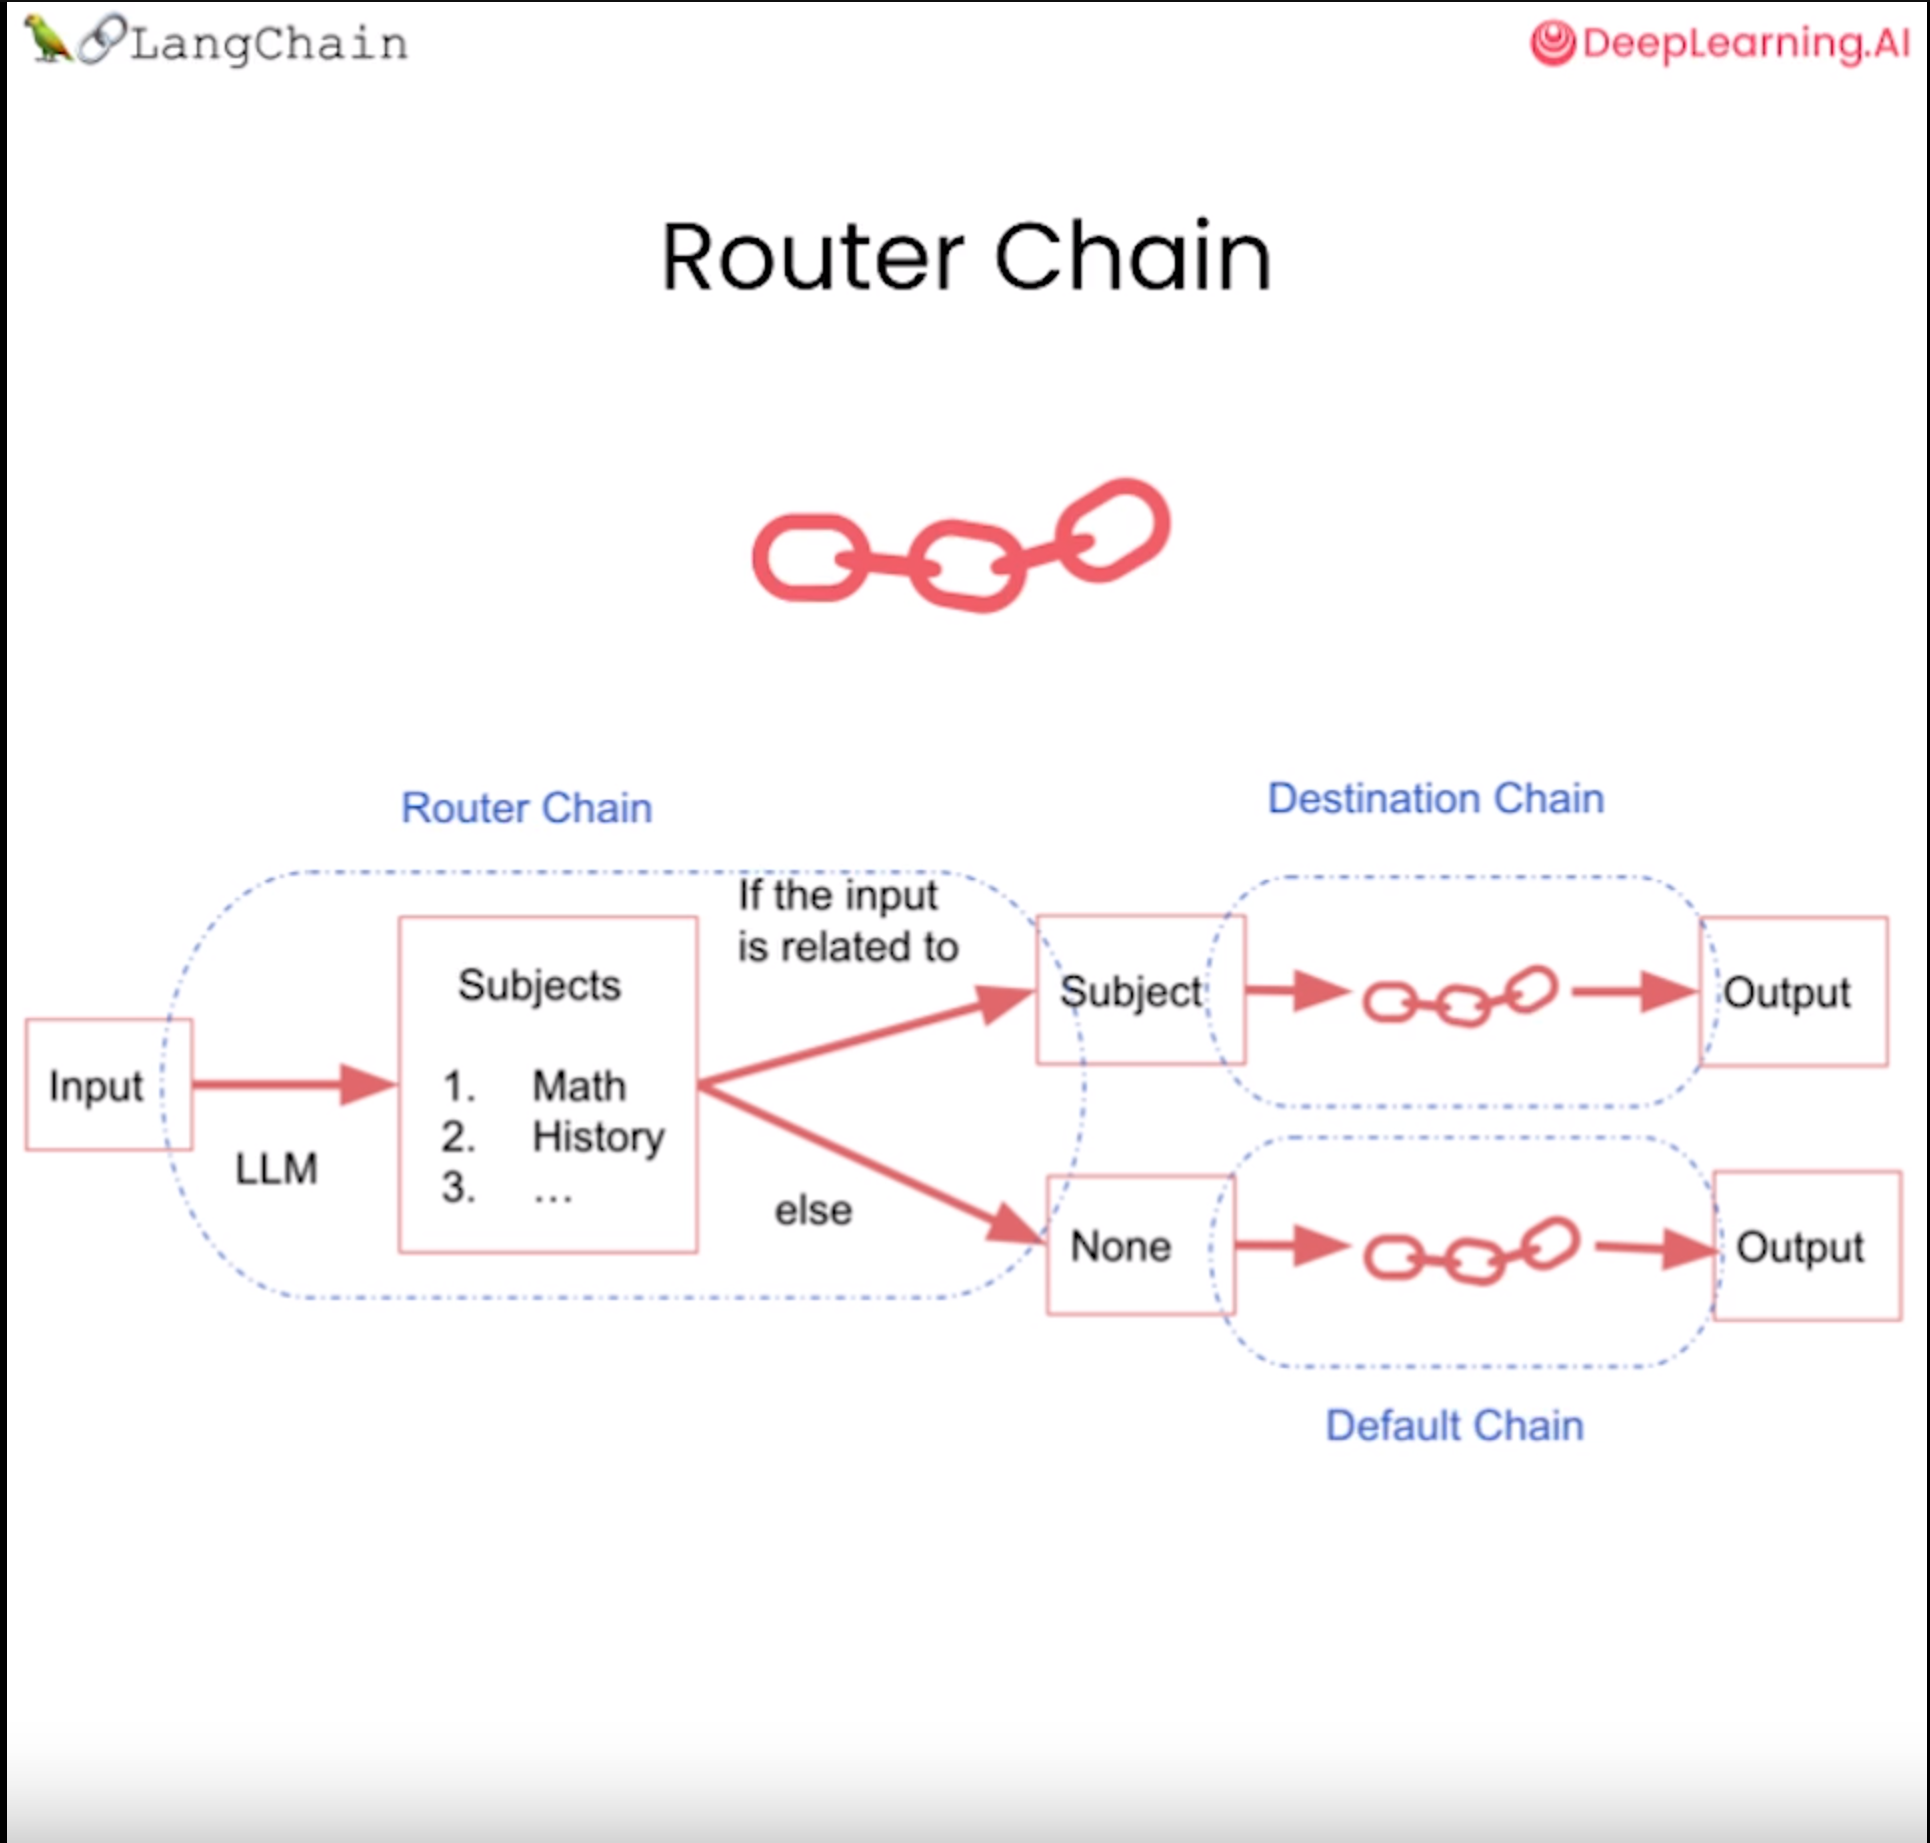 LangChain
DeepLearning.AI
Router Chain
Router Chain
Destination Chain
If the input
is related to
Subjects
1. Math
2. History
3. ...
Input
LLM
else
Subject
Output
None
Output
Default Chain